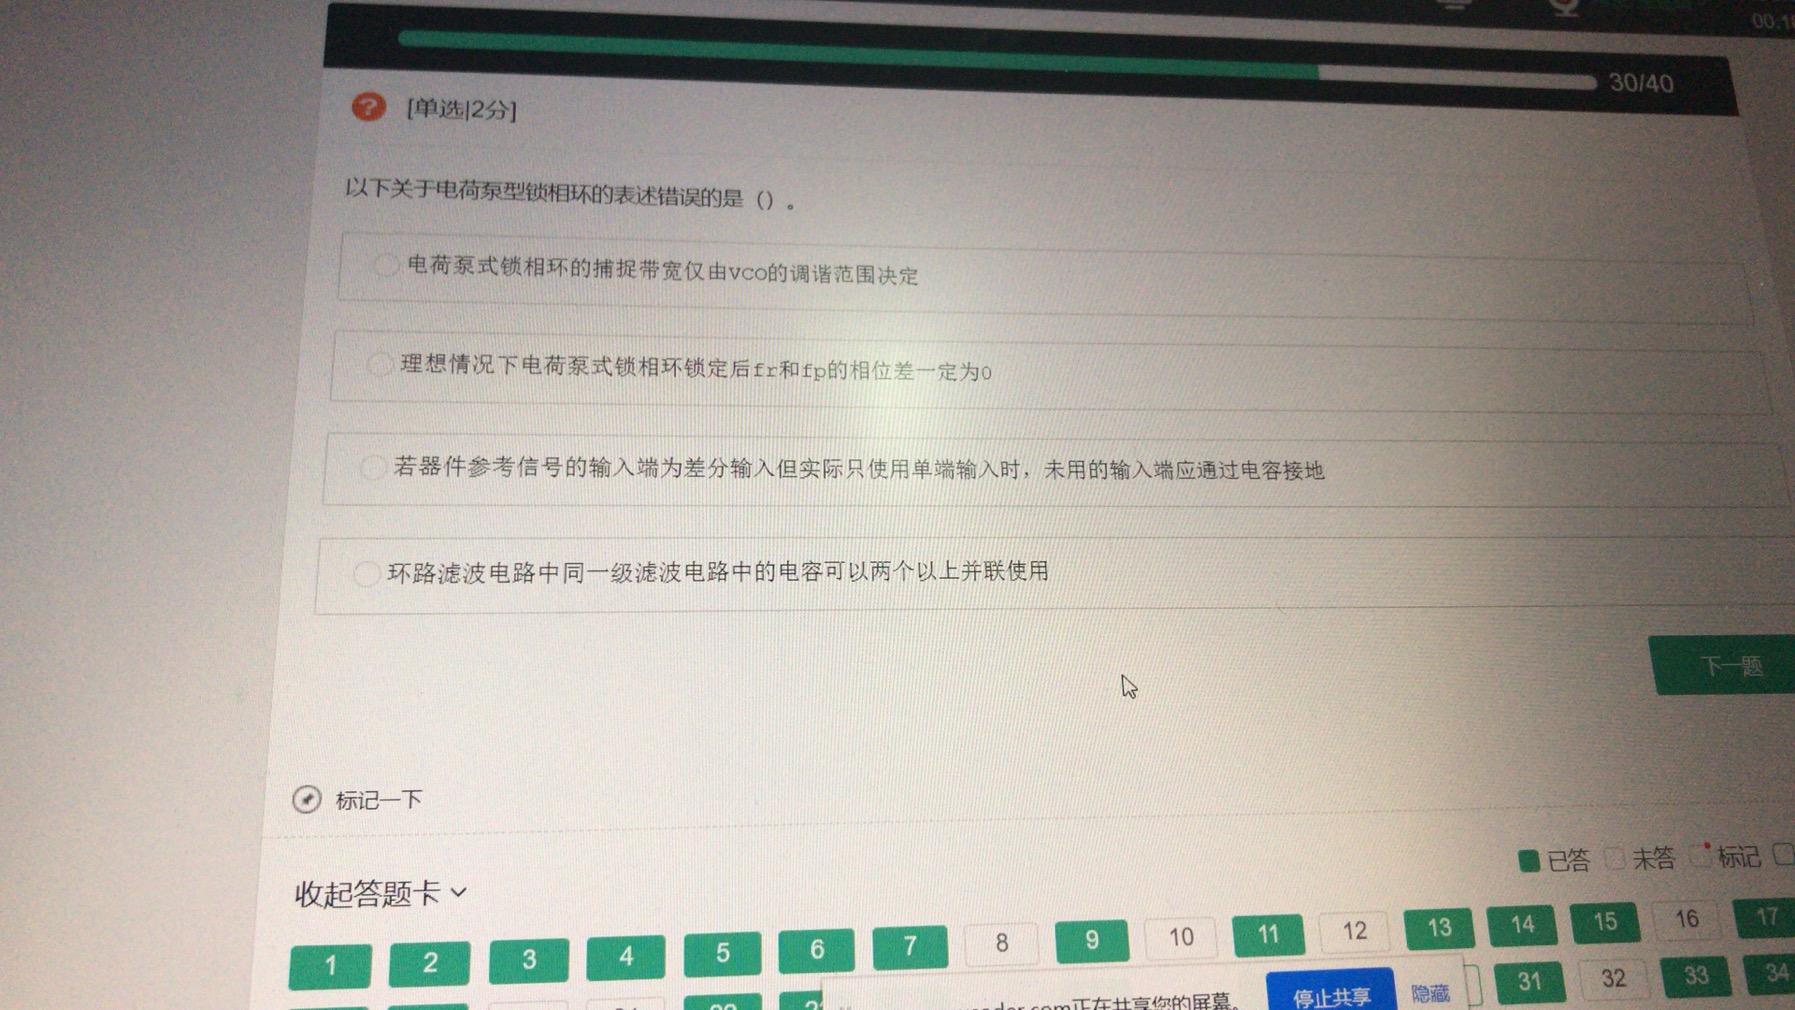 30/40
[单选|2分]
以下关于电荷泵型锁相环的表述错误的是（）。
电荷泵式锁相环的捕捉带宽仅由vco的调谐范围决定
理想情况下电荷泵式锁相环锁定后fr和fp的相位差一定为0
若器件参考信号的输入端为差分输入但实际只使用单端输入时，未用的输入端应通过电容接地
环路滤波电路中同一级滤波电路中的电容可以两个以上并联使用
下一题
标记一下
已答 未答 标记
收起答题卡
1 2 3 4 5 6 7 8 9 10 11 12 13 14 15 16 17
31 32 33 34
正在共享您的屏幕。 停止共享 隐藏